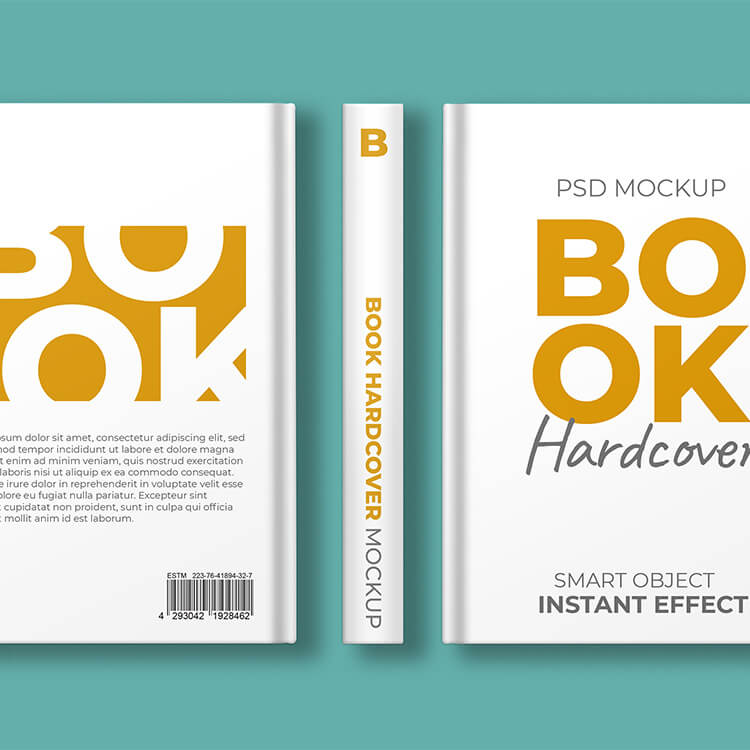 BO
OK
dolor sit amet, consectetur adipiscing elit, sed
tempor incididunt ut labore et dolore magna
enim ad minim veniam, quis nostrud exercitation
laboris nisi ut aliquip ex ea commodo consequat.
irure dolor in reprehenderit in voluptate velit esse
eu fugiat nulla pariatur. Excepteur sint
cupidatat non proident, sunt in culpa qui officia
mollit anim id est laborum.
ESTM 223-76-41894-32-7
4 293042 1928462
B
BOOK HARDCOVER MOCKUP
PSD MOCKUP
BO
OK
Hardcover
SMART OBJECT
INSTANT EFFECT